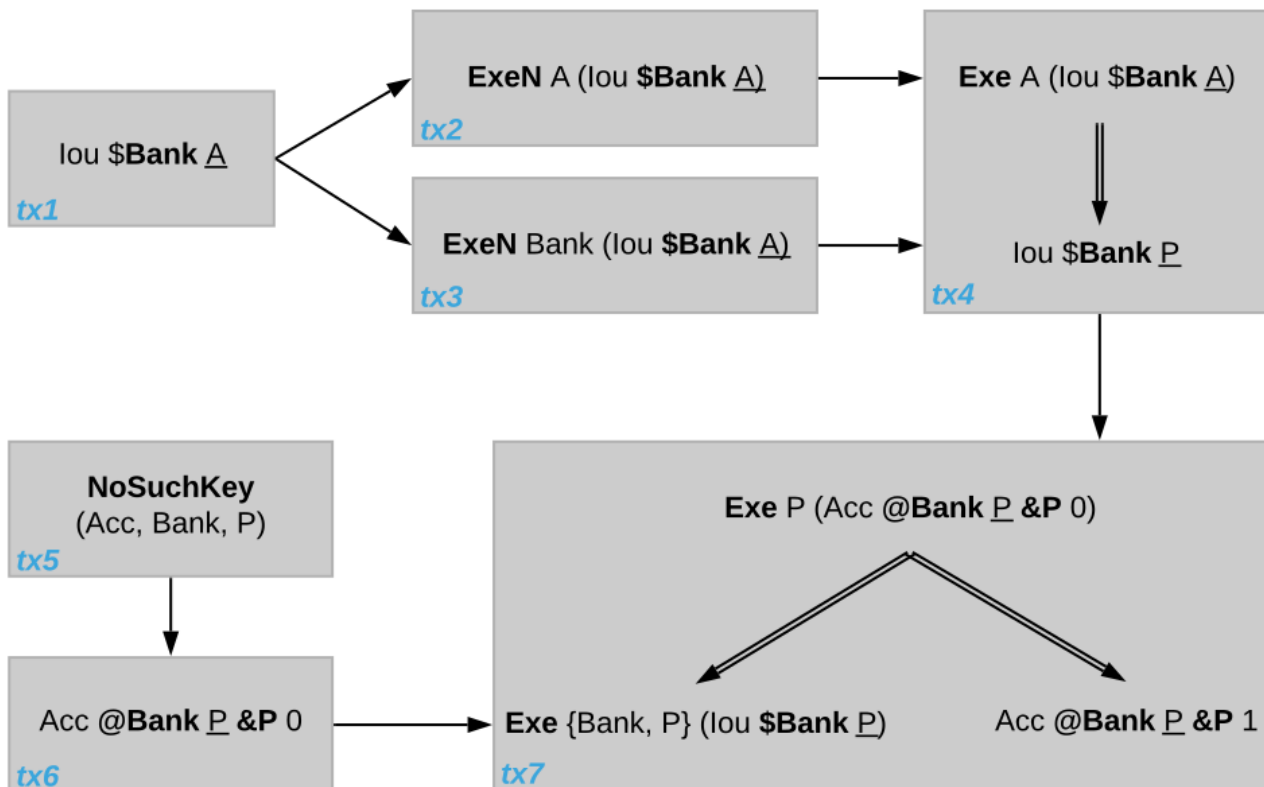 Iou $Bank A
tx1
ExeN A (Iou $Bank A)
tx2
ExeN Bank (Iou $Bank A)
tx3
Exe A (Iou $Bank A)
Iou $Bank P
tx4
NoSuchKey
(Acc, Bank, P)
tx5
Acc @Bank P &P 0
tx6
Exe P (Acc @Bank P &P 0)
Exe {Bank, P} (Iou $Bank P)
Acc @Bank P &P 1
tx7